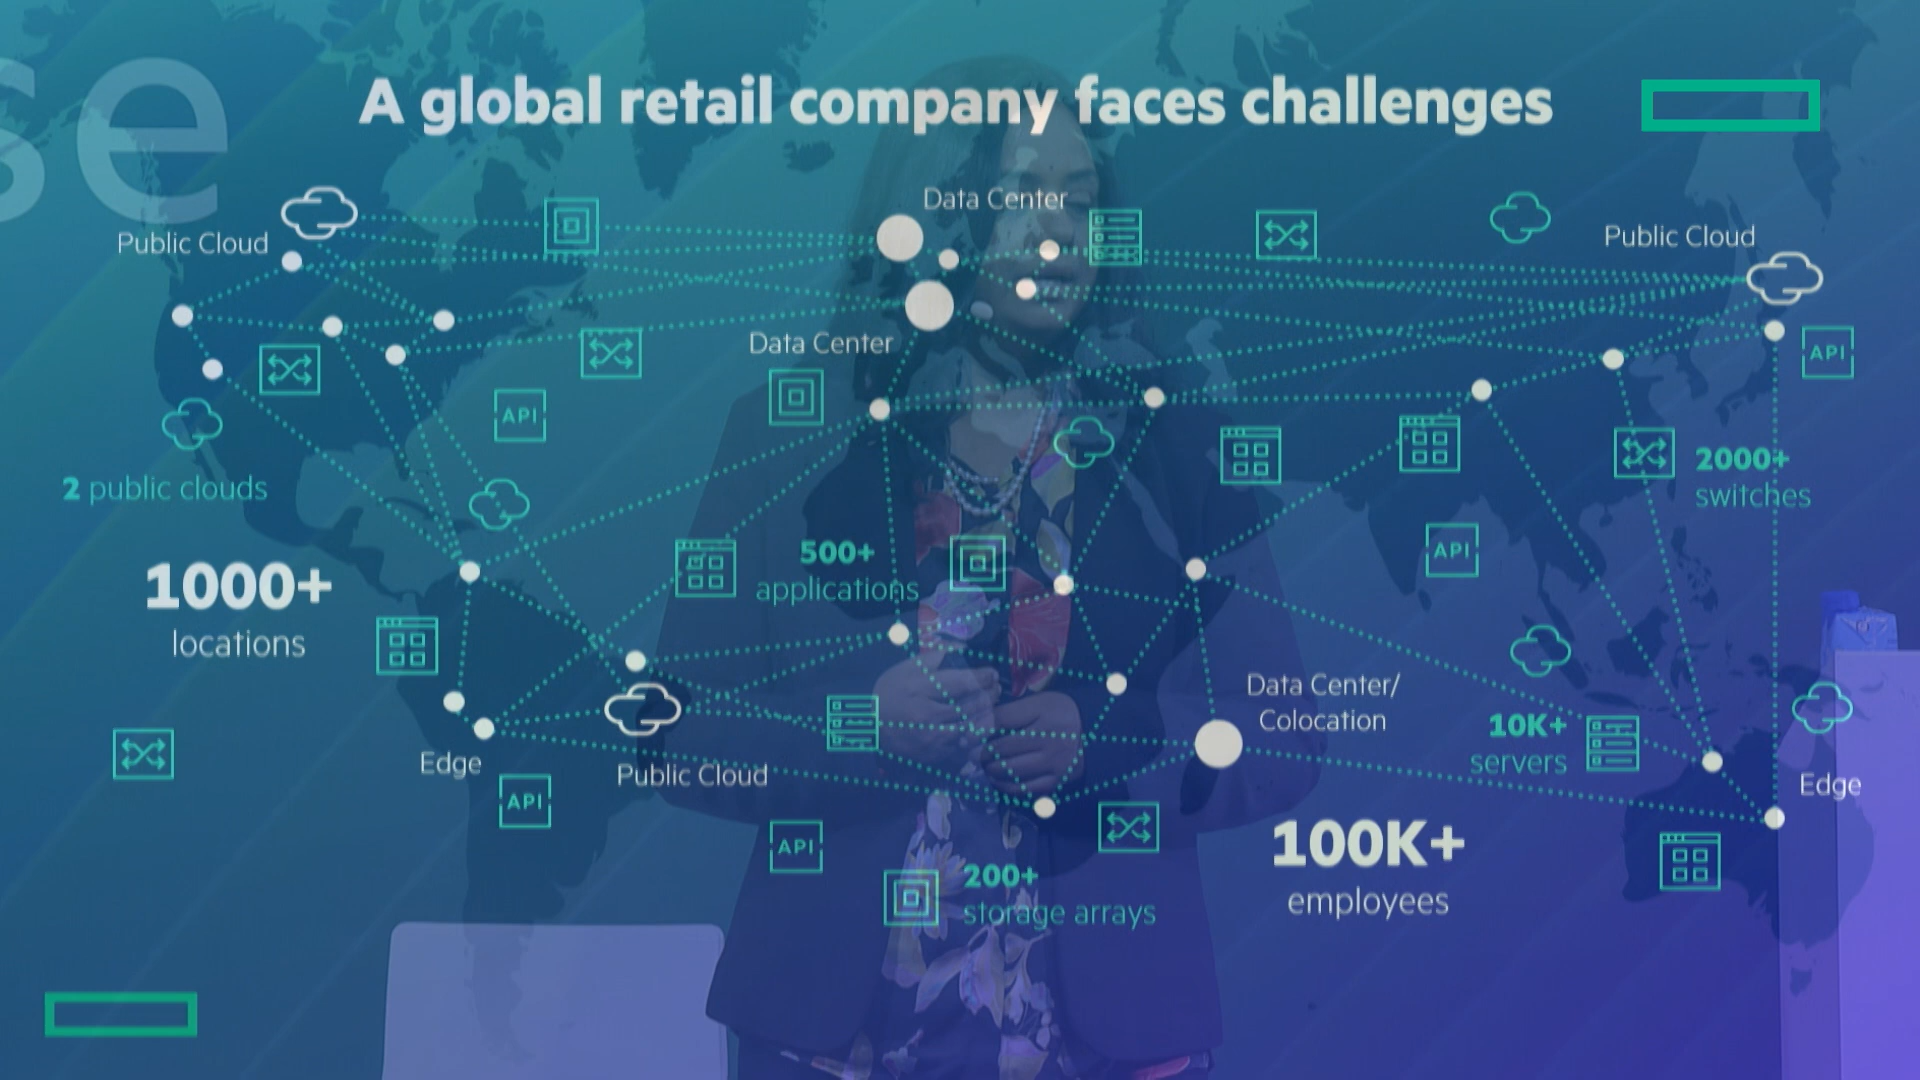 se
A global retail company faces challenges
Data Center
Public Cloud
Public Cloud
Data Center
API
API
2 public clouds
2000+
switches
500+
applications
API
1000+
locations
Data Center/
Colocation
10K+
servers
Edge
Public Cloud
Edge
API
API
100K+
employees
200+
storage arrays